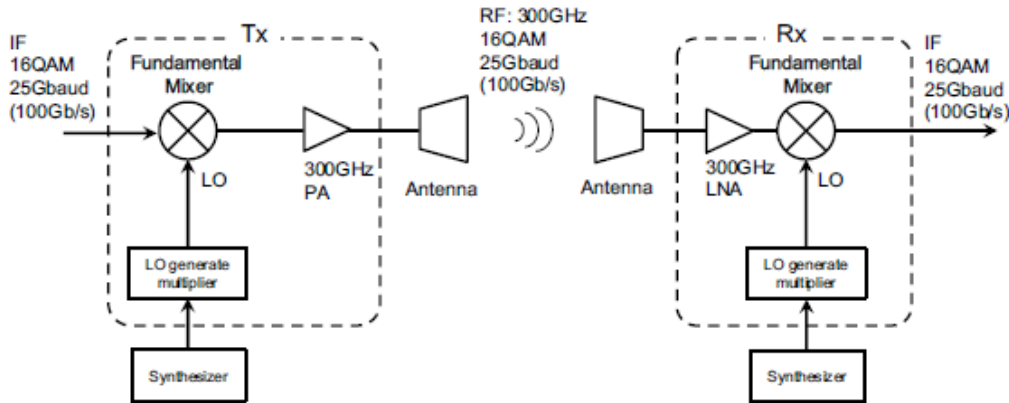 IF
16QAM
25Gbaud
(100Gb/s)
Tx
Fundamental
Mixer
LO
300GHz
PA
LO generate
multiplier
Synthesizer
Antenna
RF: 300GHz
16QAM
25Gbaud
(100Gb/s)
Antenna
Rx
Fundamental
Mixer
300GHz
LNA
LO
LO generate
multiplier
Synthesizer
IF
16QAM
25Gbaud
(100Gb/s)